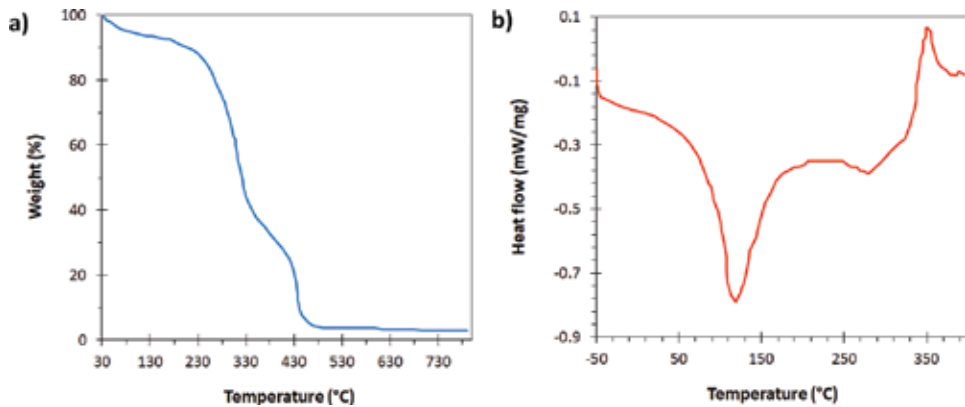 a)
100
80
60
40
20
0
Weight (%)
30 130 230 330 430 530 630 730
Temperature (°C)
b)
0.1
-0.1
-0.3
-0.5
-0.7
-0.9
Heat flow (mW/mg)
-50 50 150 250 350
Temperature (°C)